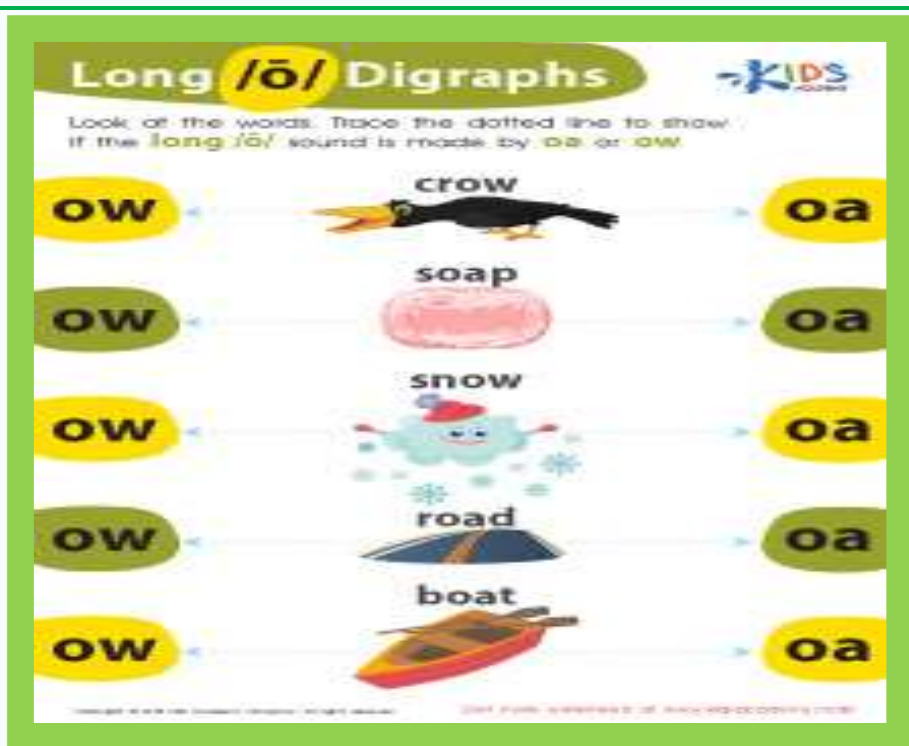 Long /ō/ Digraphs
KIDS
Look at the words. Trace the dotted line to show
if the long /ō/ sound is made by oa or ow
crow
ow oa
soap
ow oa
snow
ow oa
road
ow oa
boat
ow oa